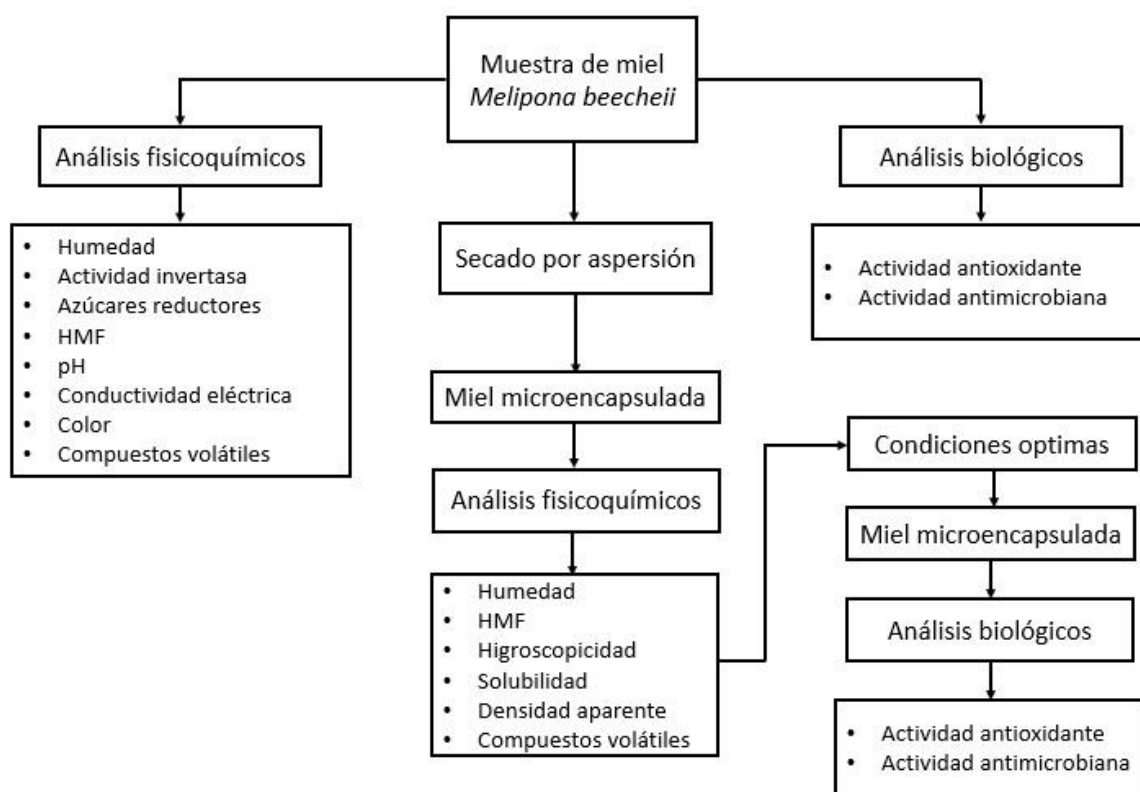 Muestra de miel
Melipona beecheii
Análisis fisicoquímicos
• Humedad
• Actividad invertasa
• Azúcares reductores
• HMF
• pH
• Conductividad eléctrica
• Color
• Compuestos volátiles
Secado por aspersión
Miel microencapsulada
Análisis fisicoquímicos
• Humedad
• HMF
• Higroscopicidad
• Solubilidad
• Densidad aparente
• Compuestos volátiles
Análisis biológicos
• Actividad antioxidante
• Actividad antimicrobiana
Condiciones optimas
Miel microencapsulada
Análisis biológicos
• Actividad antioxidante
• Actividad antimicrobiana